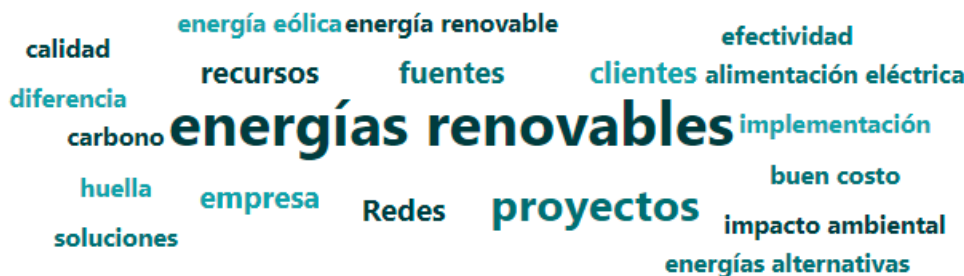 energía eólica energía renovable
efectividad
calidad
recursos fuentes clientes alimentación eléctrica
diferencia
carbono energías renovables implementación
huella empresa buen costo
Redes proyectos
impacto ambiental
soluciones
energías alternativas